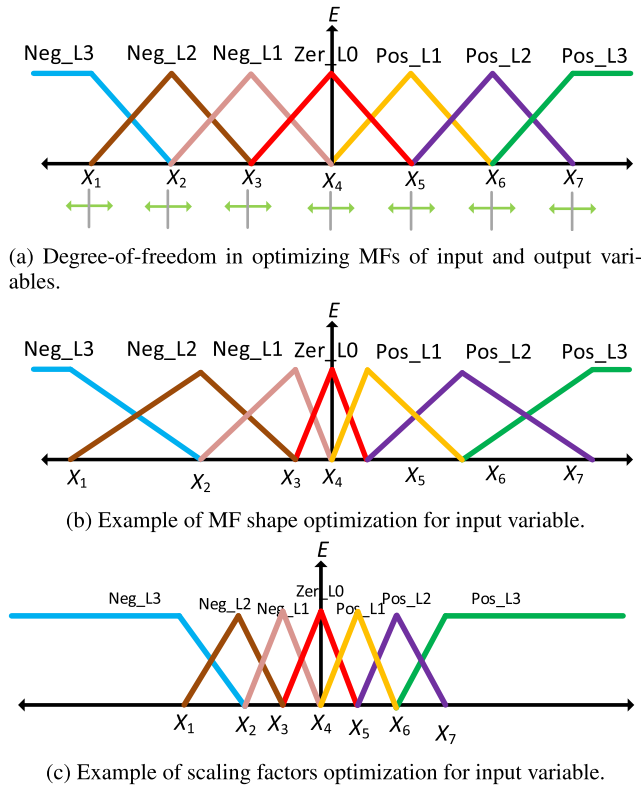 E
Neg_L3 Neg_L2 Neg_L1 Zer_L0 Pos_L1 Pos_L2 Pos_L3
X1 X2 X3 X4 X5 X6 X7
(a) Degree-of-freedom in optimizing MFs of input and output vari-
ables.
E
Neg_L3 Neg_L2 Neg_L1 Zer_L0 Pos_L1 Pos_L2 Pos_L3
X1 X2 X3 X4 X5 X6 X7
(b) Example of MF shape optimization for input variable.
E
Neg_L3 Neg_L2 Neg_L1 Zer_L0 Pos_L1 Pos_L2 Pos_L3
X1 X2 X3 X4 X5 X6 X7
(c) Example of scaling factors optimization for input variable.